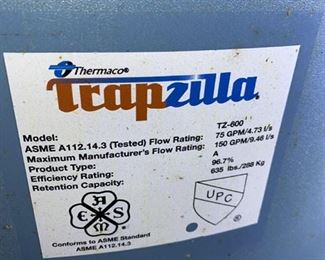 Thermaco®
Trapzilla®
Model: TZ-600
ASME A112.14.3 (Tested) Flow Rating: 75 GPM/4.73 l/s
Maximum Manufacturer's Flow Rating: 150 GPM/9.46 l/s
Product Type: A
Efficiency Rating: 96.7%
Retention Capacity: 635 lbs./288 Kg
A
E S
M
UPC
®
Conforms to ASME Standard
ASME A112.14.3